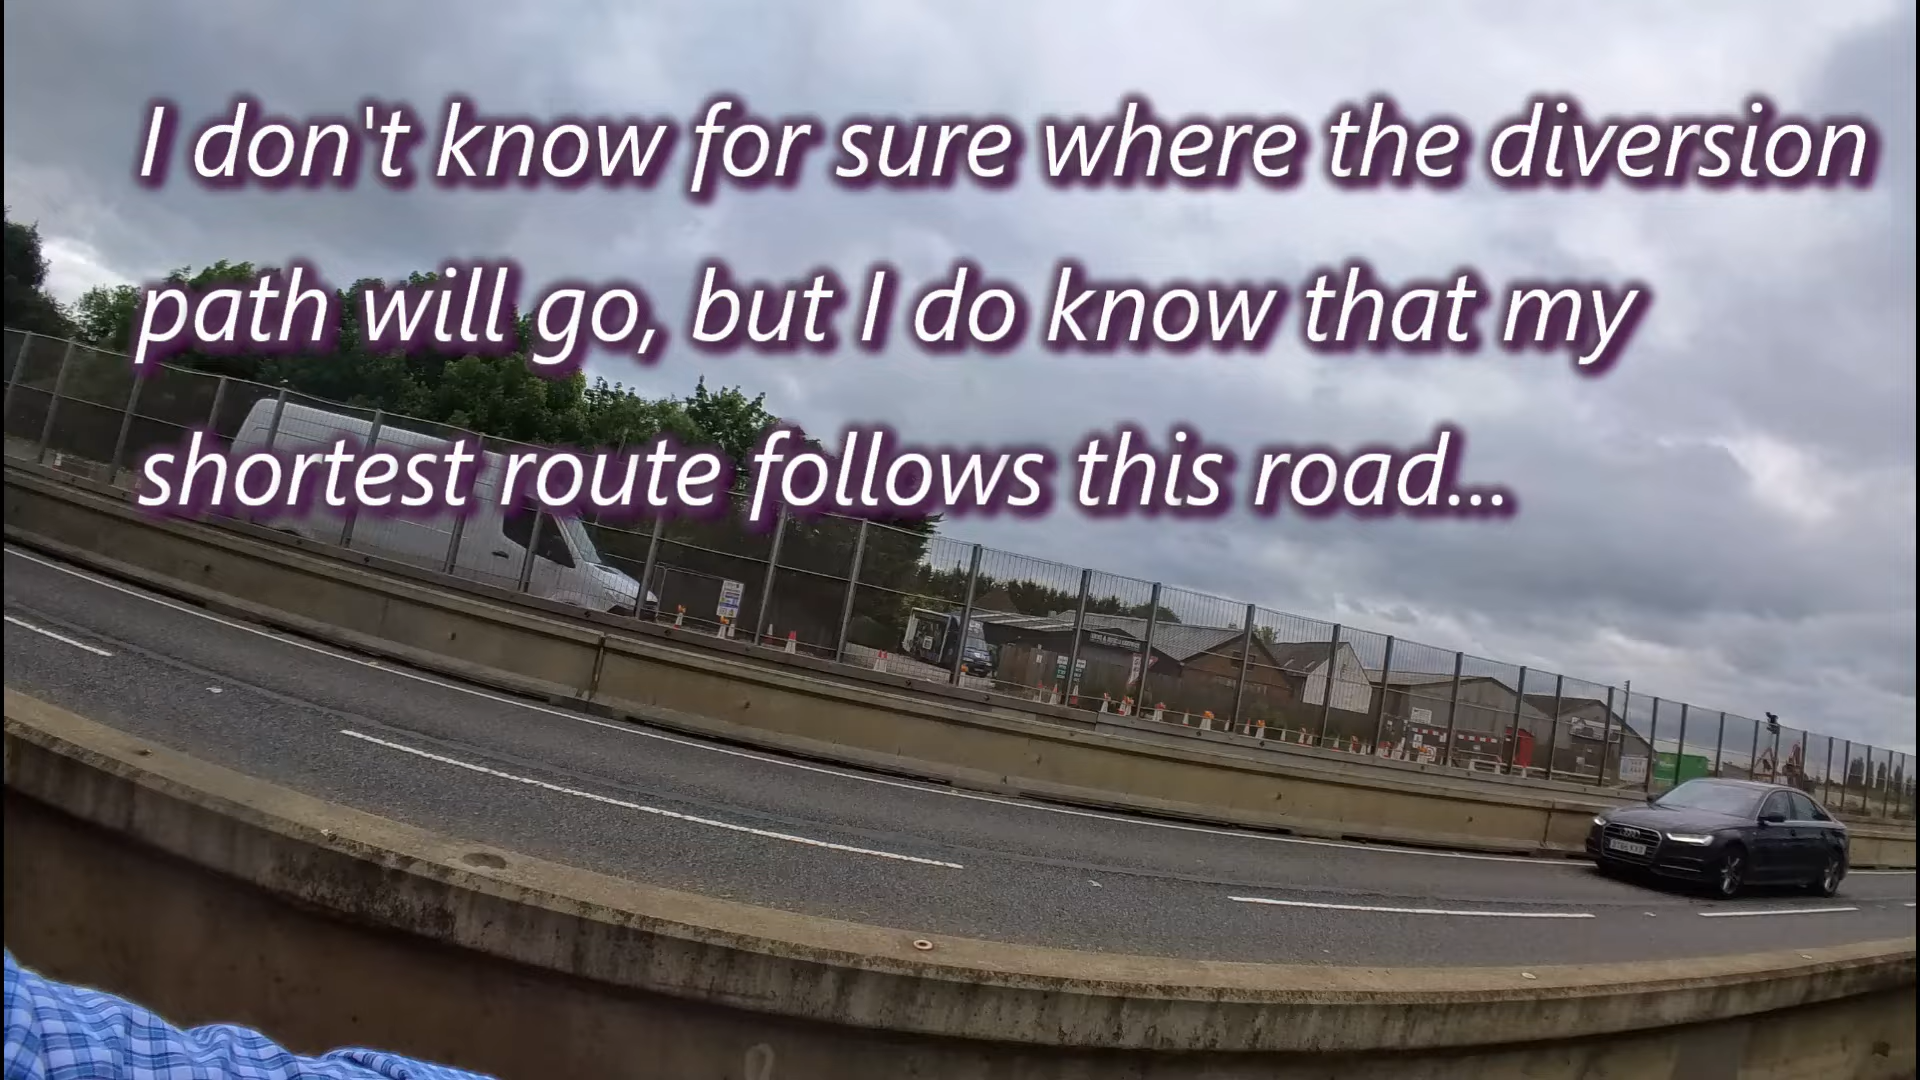 I don't know for sure where the diversion
path will go, but I do know that my
shortest route follows this road...